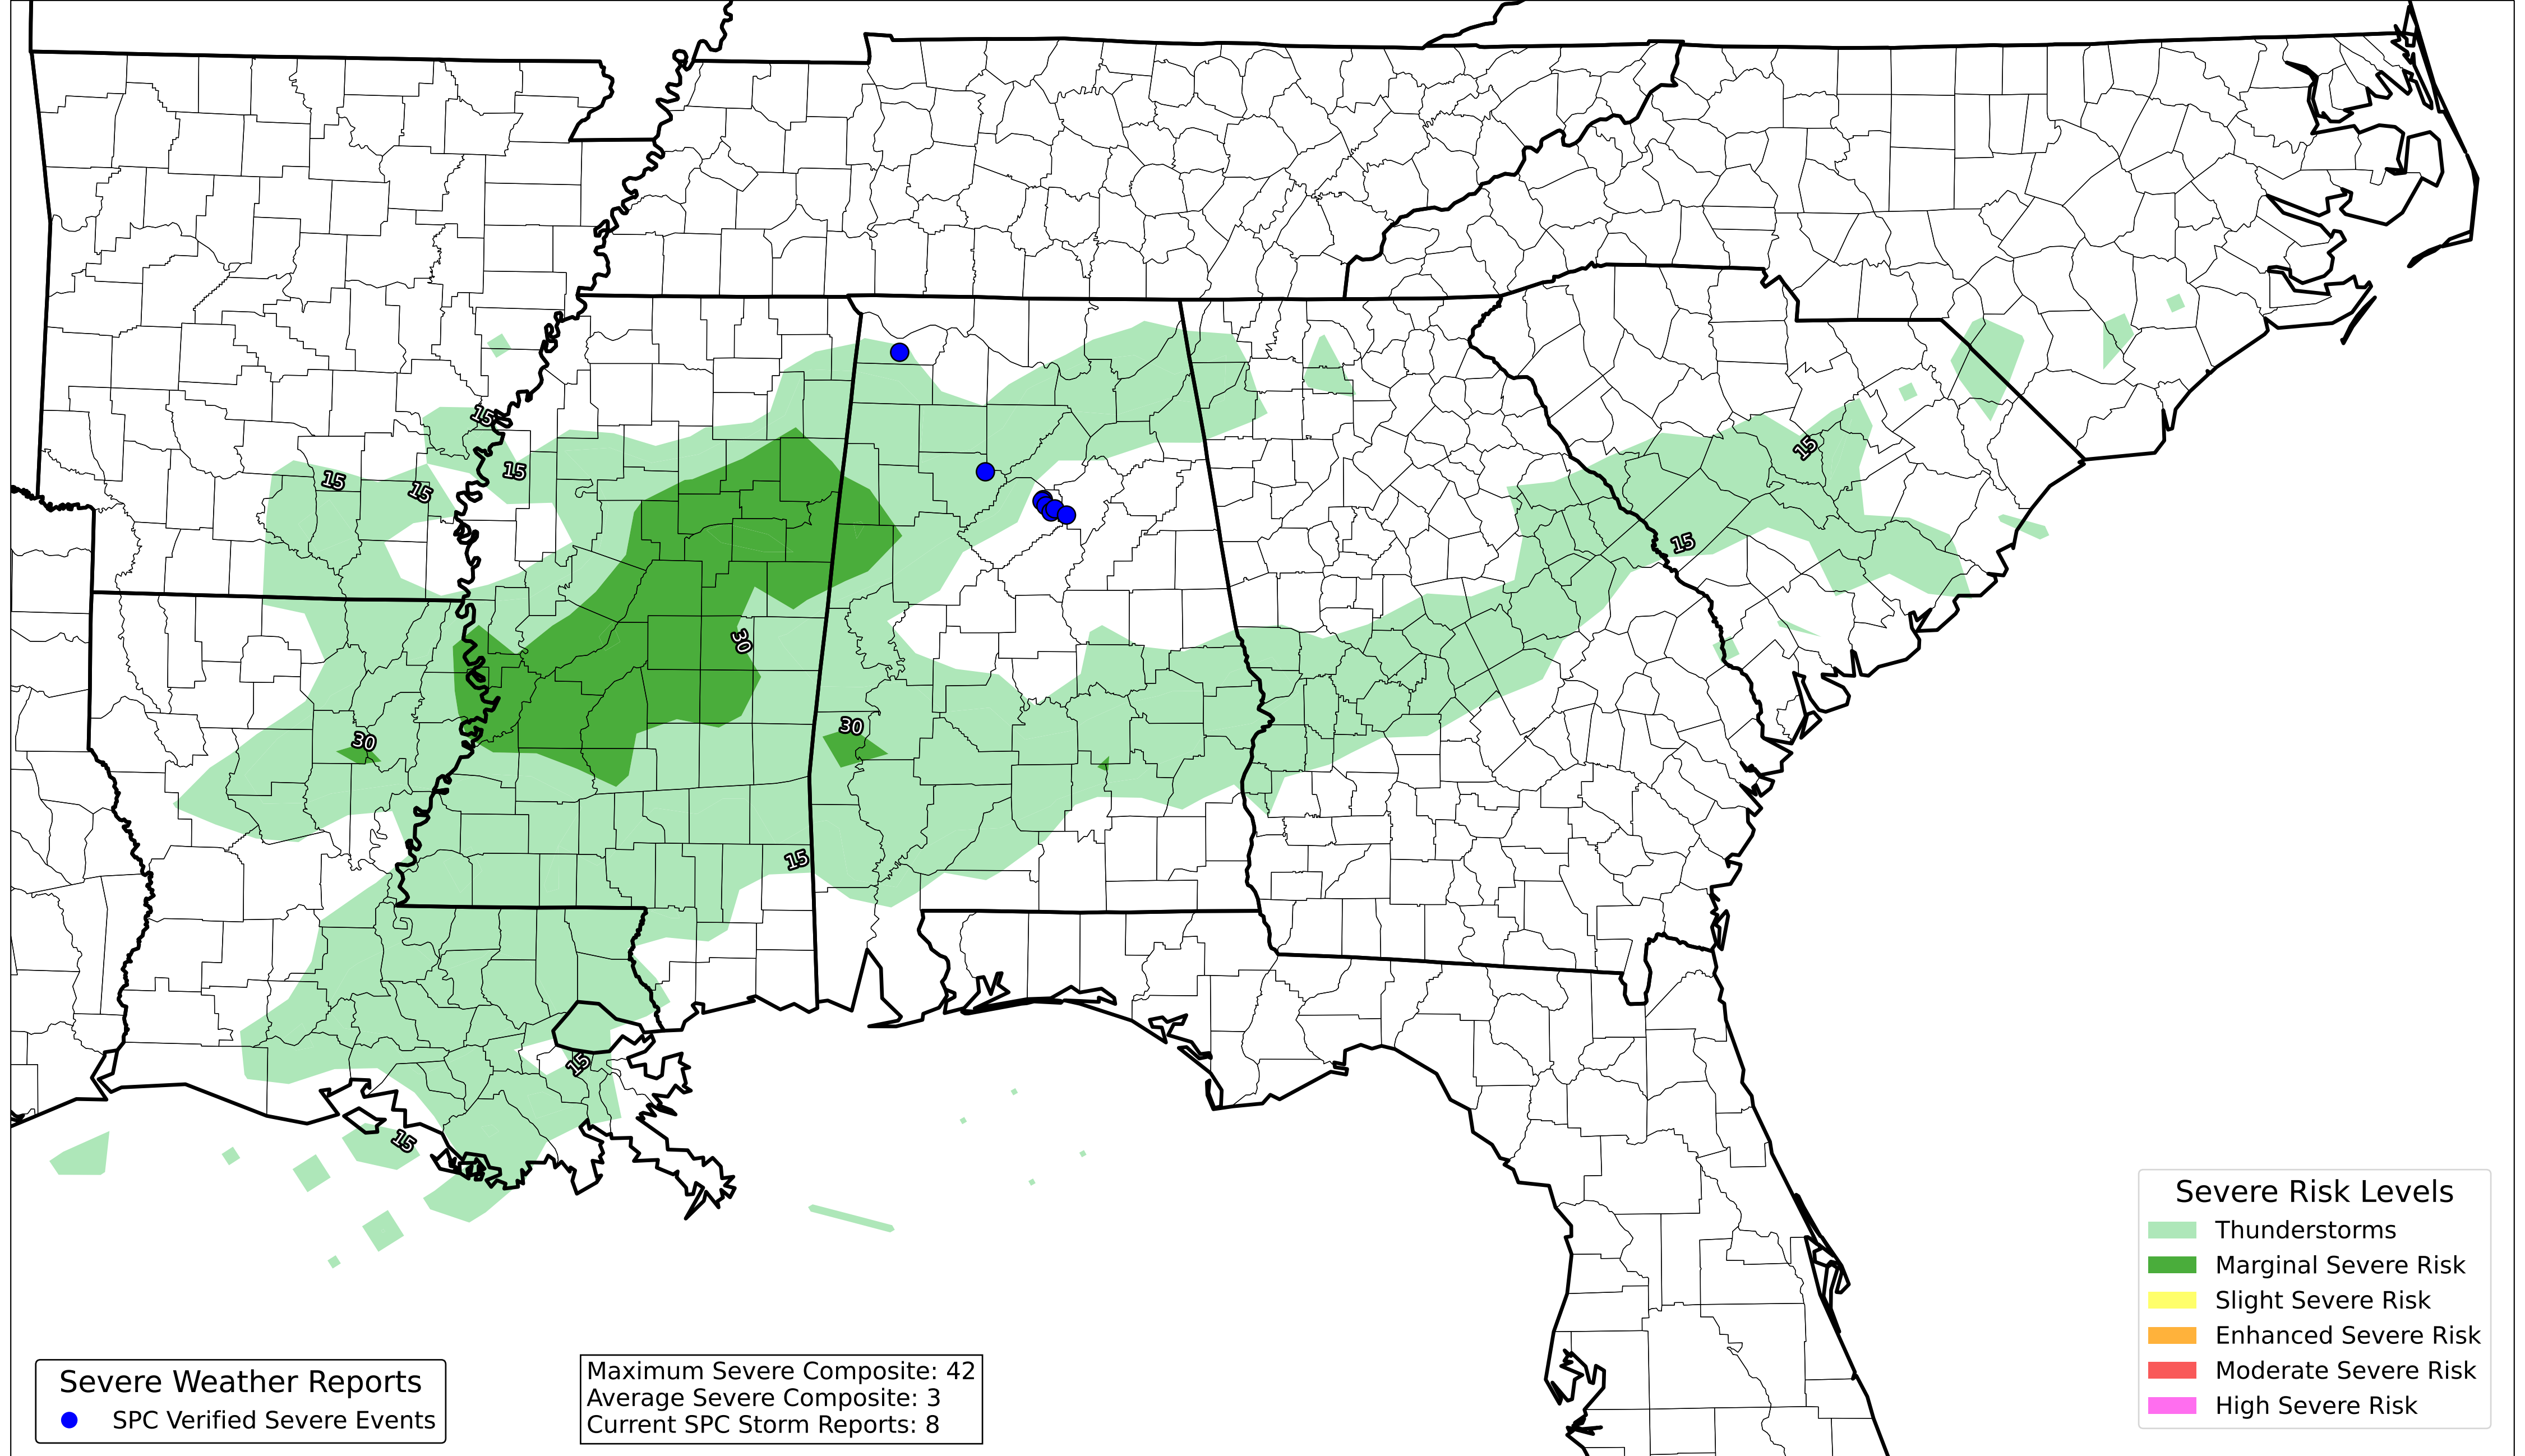 15
15
15
15
15
15
30
30
30
15
15
15
Severe Risk Levels
Thunderstorms
Marginal Severe Risk
Slight Severe Risk
Enhanced Severe Risk
Moderate Severe Risk
High Severe Risk
Severe Weather Reports
SPC Verified Severe Events
Maximum Severe Composite: 42
Average Severe Composite: 3
Current SPC Storm Reports: 8